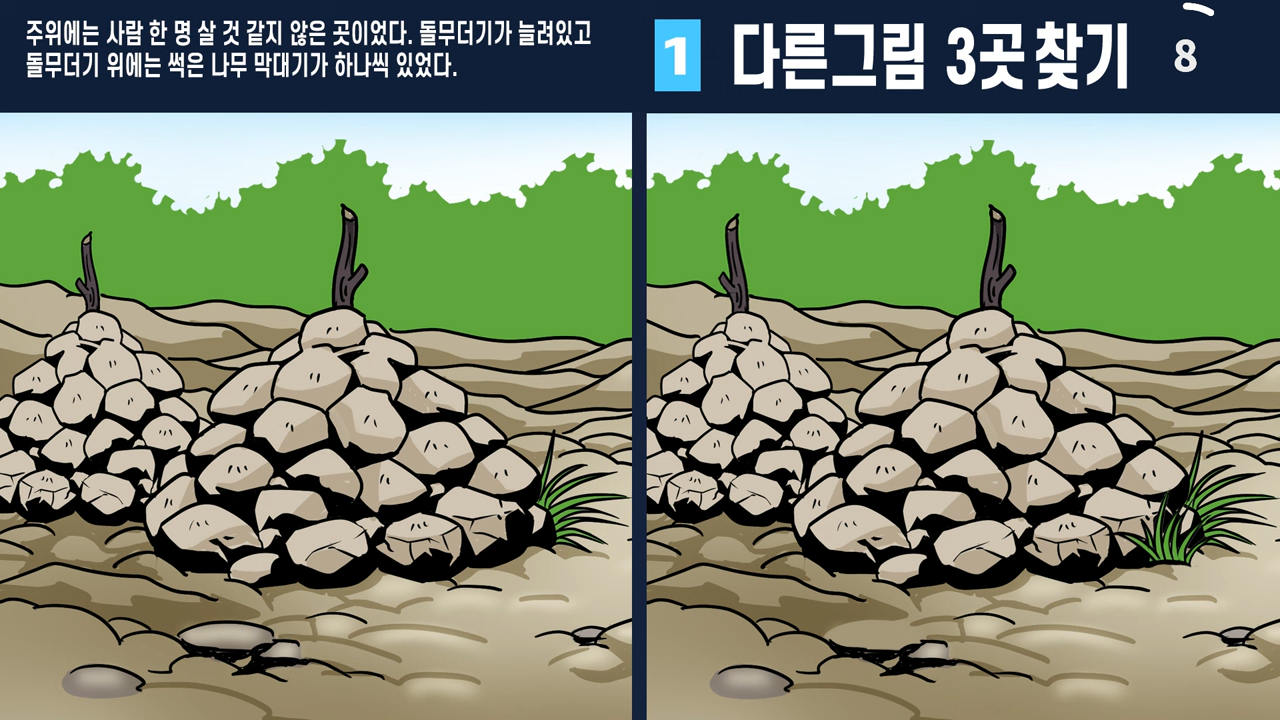 주위에는 사람 한 명 살 것 같지 않은 곳이었다. 돌무더기가 늘려있고
돌무더기 위에는 썩은 나무 막대기가 하나씩 있었다.
1 다른그림 3곳 찾기 8